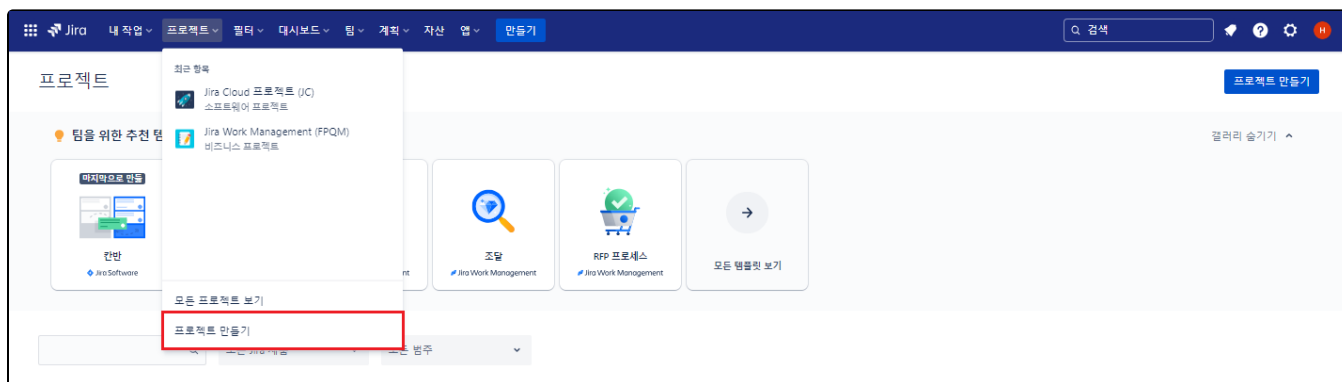 Jira 내 작업 프로젝트 필터 대시보드 팀 계획 자산 앱 만들기 검색 H
프로젝트
프로젝트 만들기
최근 항목
Jira Cloud 프로젝트 (JC)
소프트웨어 프로젝트
Jira Work Management (FPQM)
비즈니스 프로젝트
팀을 위한 추천 템
갤러리 숨기기
마지막으로 만듦
칸반
Jira Software
nt
조달
Jira Work Management
RFP 프로세스
Jira Work Management
모든 템플릿 보기
모든 프로젝트 보기
프로젝트 만들기
범주